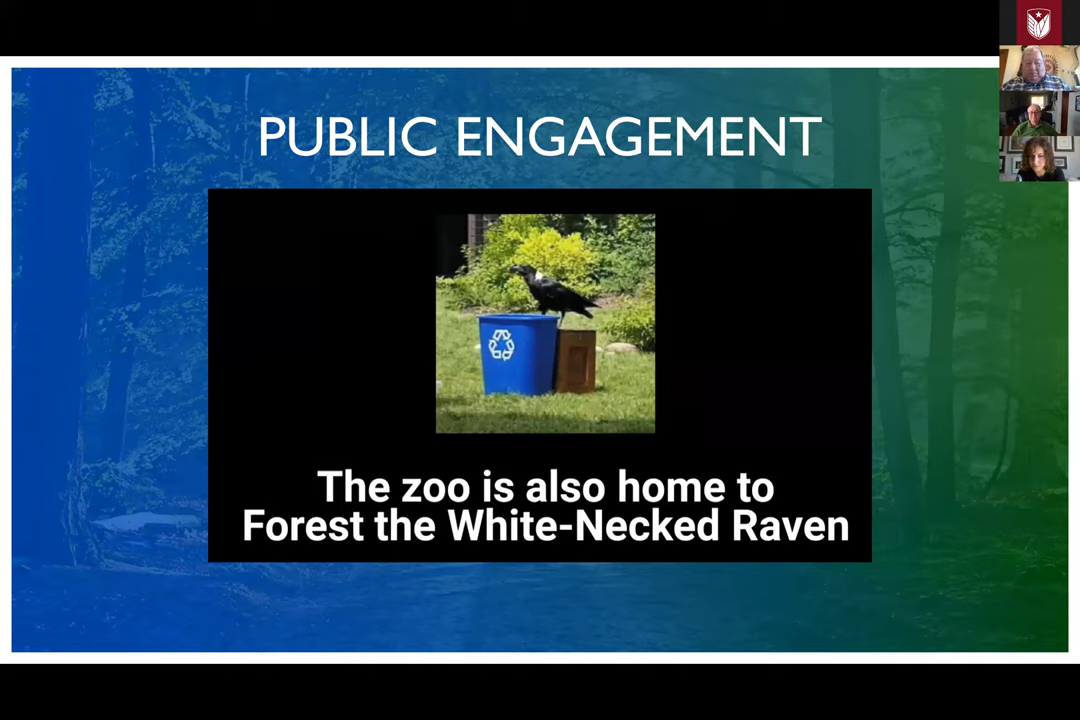 PUBLIC ENGAGEMENT
The zoo is also home to
Forest the White-Necked Raven